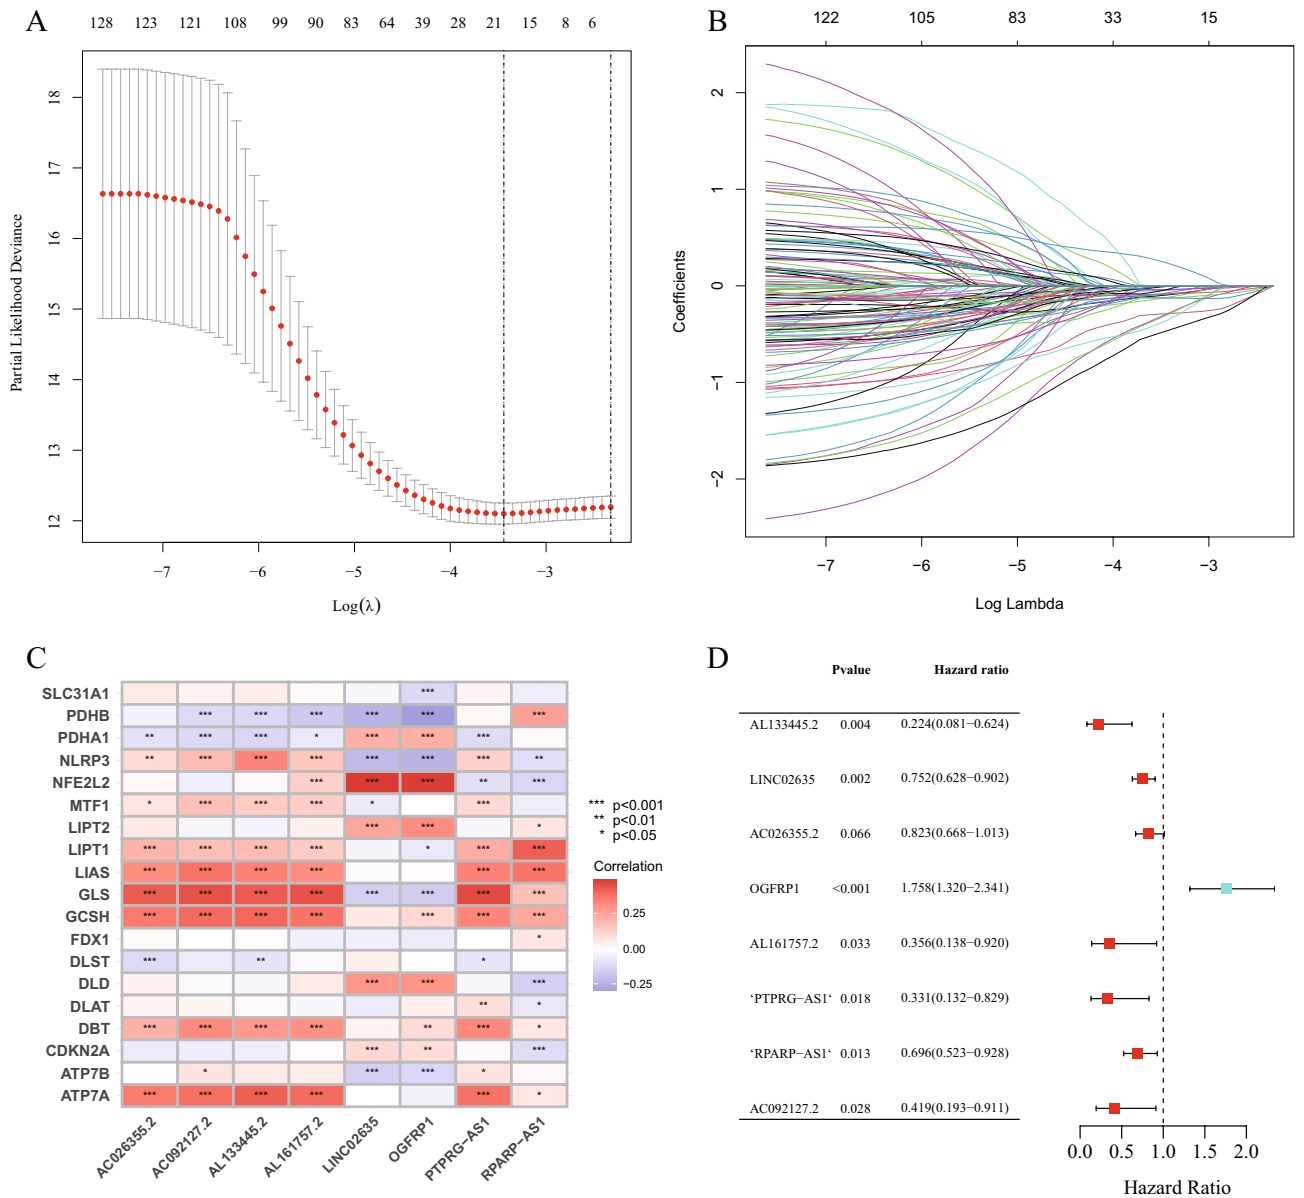 A
128 123 121 108 99 90 83 64 39 28 21 15 8 6
18
17
16
15
14
13
12
Partial Likelihood Deviance
−7 −6 −5 −4 −3
Log(λ)
B
122 105 83 33 15
2
1
0
−1
−2
Coefficients
−7 −6 −5 −4 −3
Log Lambda
C
SLC31A1 ***
PDHB *** *** *** *** *** ***
PDHA1 ** *** *** * *** *** ***
NLRP3 ** *** *** *** *** *** *** **
NFE2L2 *** *** *** ** ***
MTF1 * *** *** *** * ***
LIPT2 *** *** *
LIPT1 *** *** *** *** * *** ***
LIAS *** *** *** *** *** ***
GLS *** *** *** *** *** *** *** ***
GCSH *** *** *** *** *** *** ***
FDX1 *
DLST *** ** *
DLD *** *** ***
DLAT ** *
DBT *** *** *** *** ** *** *
CDKN2A *** ** ***
ATP7B * *** *** *
ATP7A *** *** *** *** *** *
AC026355.2 AC092127.2 AL133445.2 AL161757.2 LINC02635 OGFRP1 PTPRG−AS1 RPARP−AS1
*** p<0.001
** p<0.01
* p<0.05
Correlation
0.25
0.00
−0.25
D
Pvalue Hazard ratio
AL133445.2 0.004 0.224(0.081−0.624)
LINC02635 0.002 0.752(0.628−0.902)
AC026355.2 0.066 0.823(0.668−1.013)
OGFRP1 <0.001 1.758(1.320−2.341)
AL161757.2 0.033 0.356(0.138−0.920)
‘PTPRG−AS1‘ 0.018 0.331(0.132−0.829)
‘RPARP−AS1‘ 0.013 0.696(0.523−0.928)
AC092127.2 0.028 0.419(0.193−0.911)
0.0 0.5 1.0 1.5 2.0
Hazard Ratio